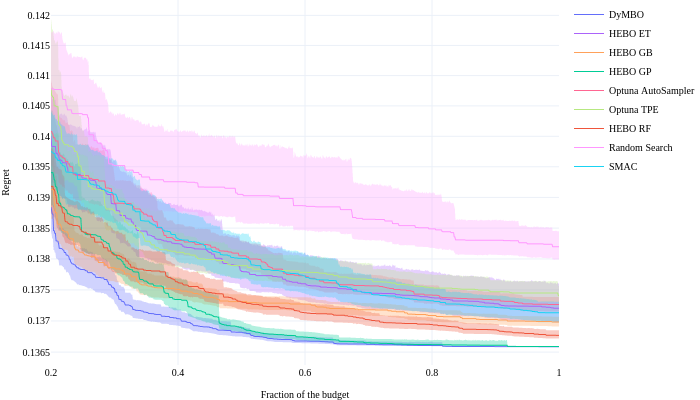 0.142
0.1415
0.141
0.1405
0.14
0.1395
0.139
0.1385
0.138
0.1375
0.137
0.1365
Regret
0.2
0.4
0.6
0.8
1
Fraction of the budget
DyMBO
HEBO ET
HEBO GB
HEBO GP
Optuna AutoSampler
Optuna TPE
HEBO RF
Random Search
SMAC